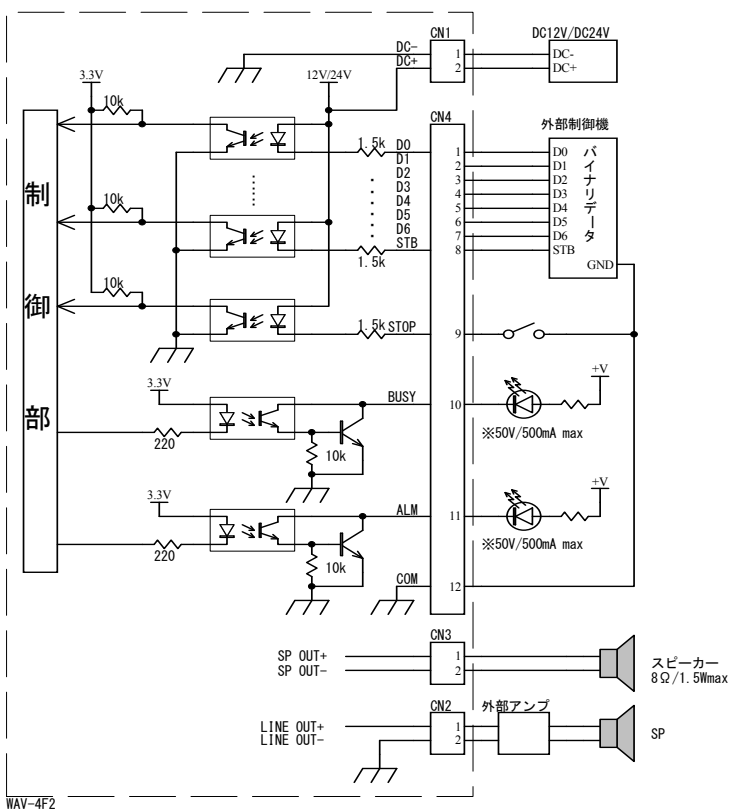 CN1
DC12V/DC24V
DC-
DC+
1
2
DC-
DC+
3.3V
12V/24V
10k
10k
10k
制
御
部
1.5k
D0
D1
D2
D3
D4
D5
D6
STB
1.5k
1.5k
STOP
CN4
1
2
3
4
5
6
7
8
9
10
11
12
外部制御機
D0
D1
D2
D3
D4
D5
D6
STB
GND
バイナリデータ
3.3V
220
10k
BUSY
+V
※50V/500mA max
3.3V
220
10k
ALM
+V
※50V/500mA max
COM
CN3
SP OUT+
SP OUT-
1
2
スピーカー
8Ω/1.5Wmax
CN2
外部アンプ
LINE OUT+
LINE OUT-
1
2
SP
WAV-4F2